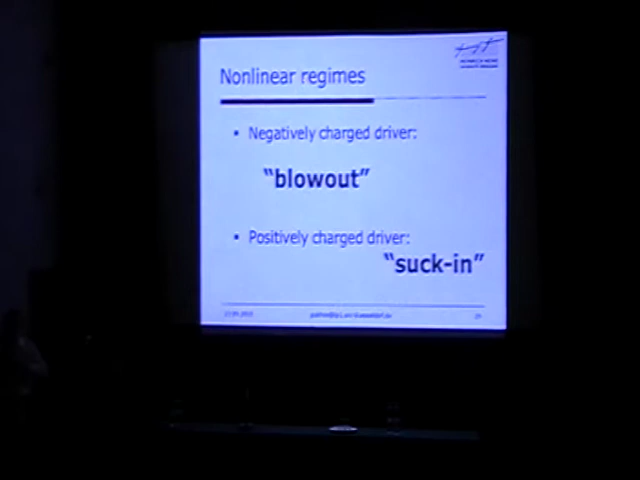 Nonlinear regimes
• Negatively charged driver:
“blowout”
• Positively charged driver:
“suck-in”